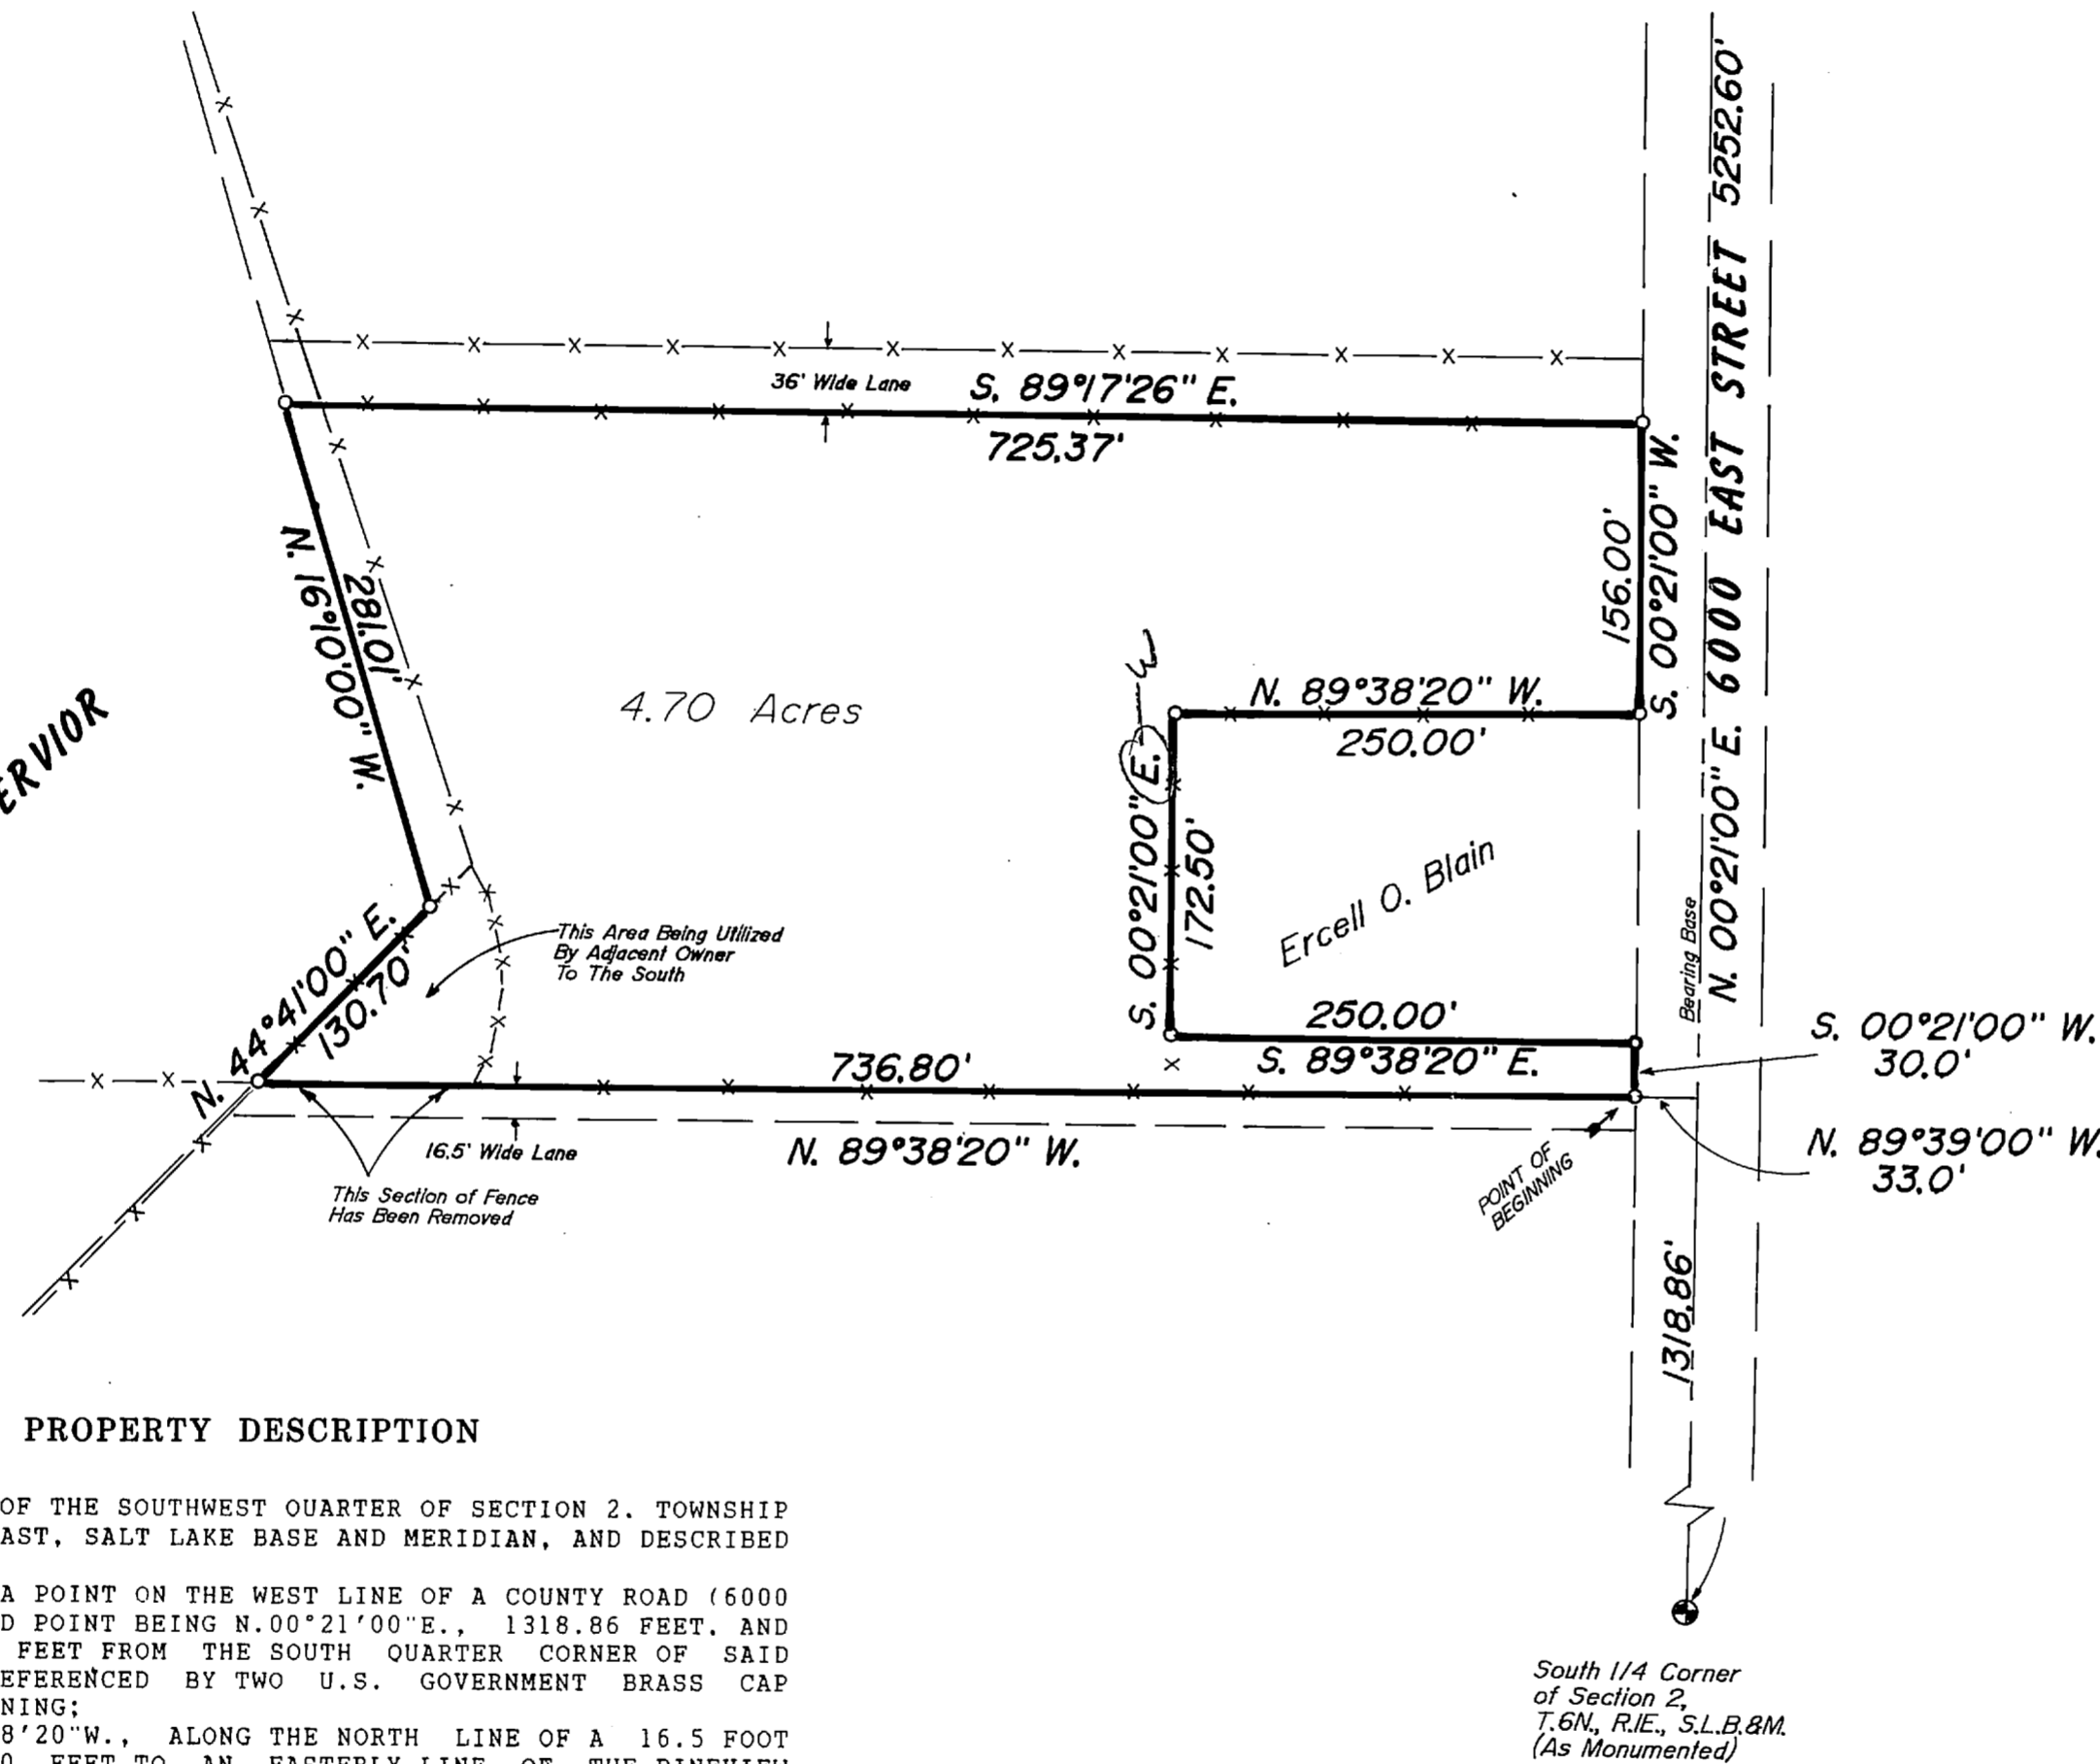 N. 00°21'00" E. 6000 EAST STREET 5252.60'
36' Wide Lane
S. 89°17'26" E.
725.37'
S. 00°21'00" W.
156.00'
N. 16°10'00" W.
281.01'
4.70 Acres
N. 89°38'20" W.
250.00'
W
S. 00°21'00" E.
172.50'
Ercell O. Blain
Bearing Base
ERVIOR
N. 44°41'00" E.
130.70'
This Area Being Utilized
By Adjacent Owner
To The South
250.00'
S. 89°38'20" E.
S. 00°21'00" W.
30.0'
736.80'
N. 89°38'20" W.
16.5' Wide Lane
N. 89°39'00" W.
33.0'
POINT OF
BEGINNING
This Section of Fence
Has Been Removed
1318.86'
PROPERTY DESCRIPTION
OF THE SOUTHWEST QUARTER OF SECTION 2. TOWNSHIP
AST, SALT LAKE BASE AND MERIDIAN, AND DESCRIBED
A POINT ON THE WEST LINE OF A COUNTY ROAD (6000
D POINT BEING N.00°21'00"E., 1318.86 FEET. AND
FEET FROM THE SOUTH QUARTER CORNER OF SAID
EFERENCED BY TWO U.S. GOVERNMENT BRASS CAP
NING;
8'20"W., ALONG THE NORTH LINE OF A 16.5 FOOT
FEET TO AN EASTERLY LINE OF THE PINEVIEW
South 1/4 Corner
of Section 2,
T.6N., R.1E., S.L.B.&M.
(As Monumented)